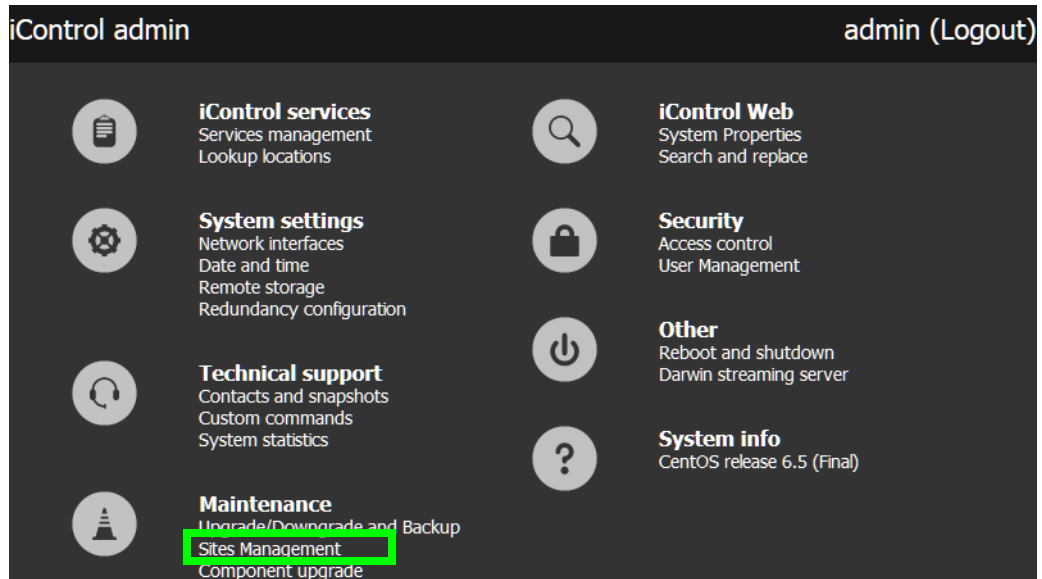 iControl admin
admin (Logout)
iControl services
Services management
Lookup locations
System settings
Network interfaces
Date and time
Remote storage
Redundancy configuration
Technical support
Contacts and snapshots
Custom commands
System statistics
Maintenance
Upgrade/Downgrade and Backup
Sites Management
Component upgrade
iControl Web
System Properties
Search and replace
Security
Access control
User Management
Other
Reboot and shutdown
Darwin streaming server
System info
CentOS release 6.5 (Final)